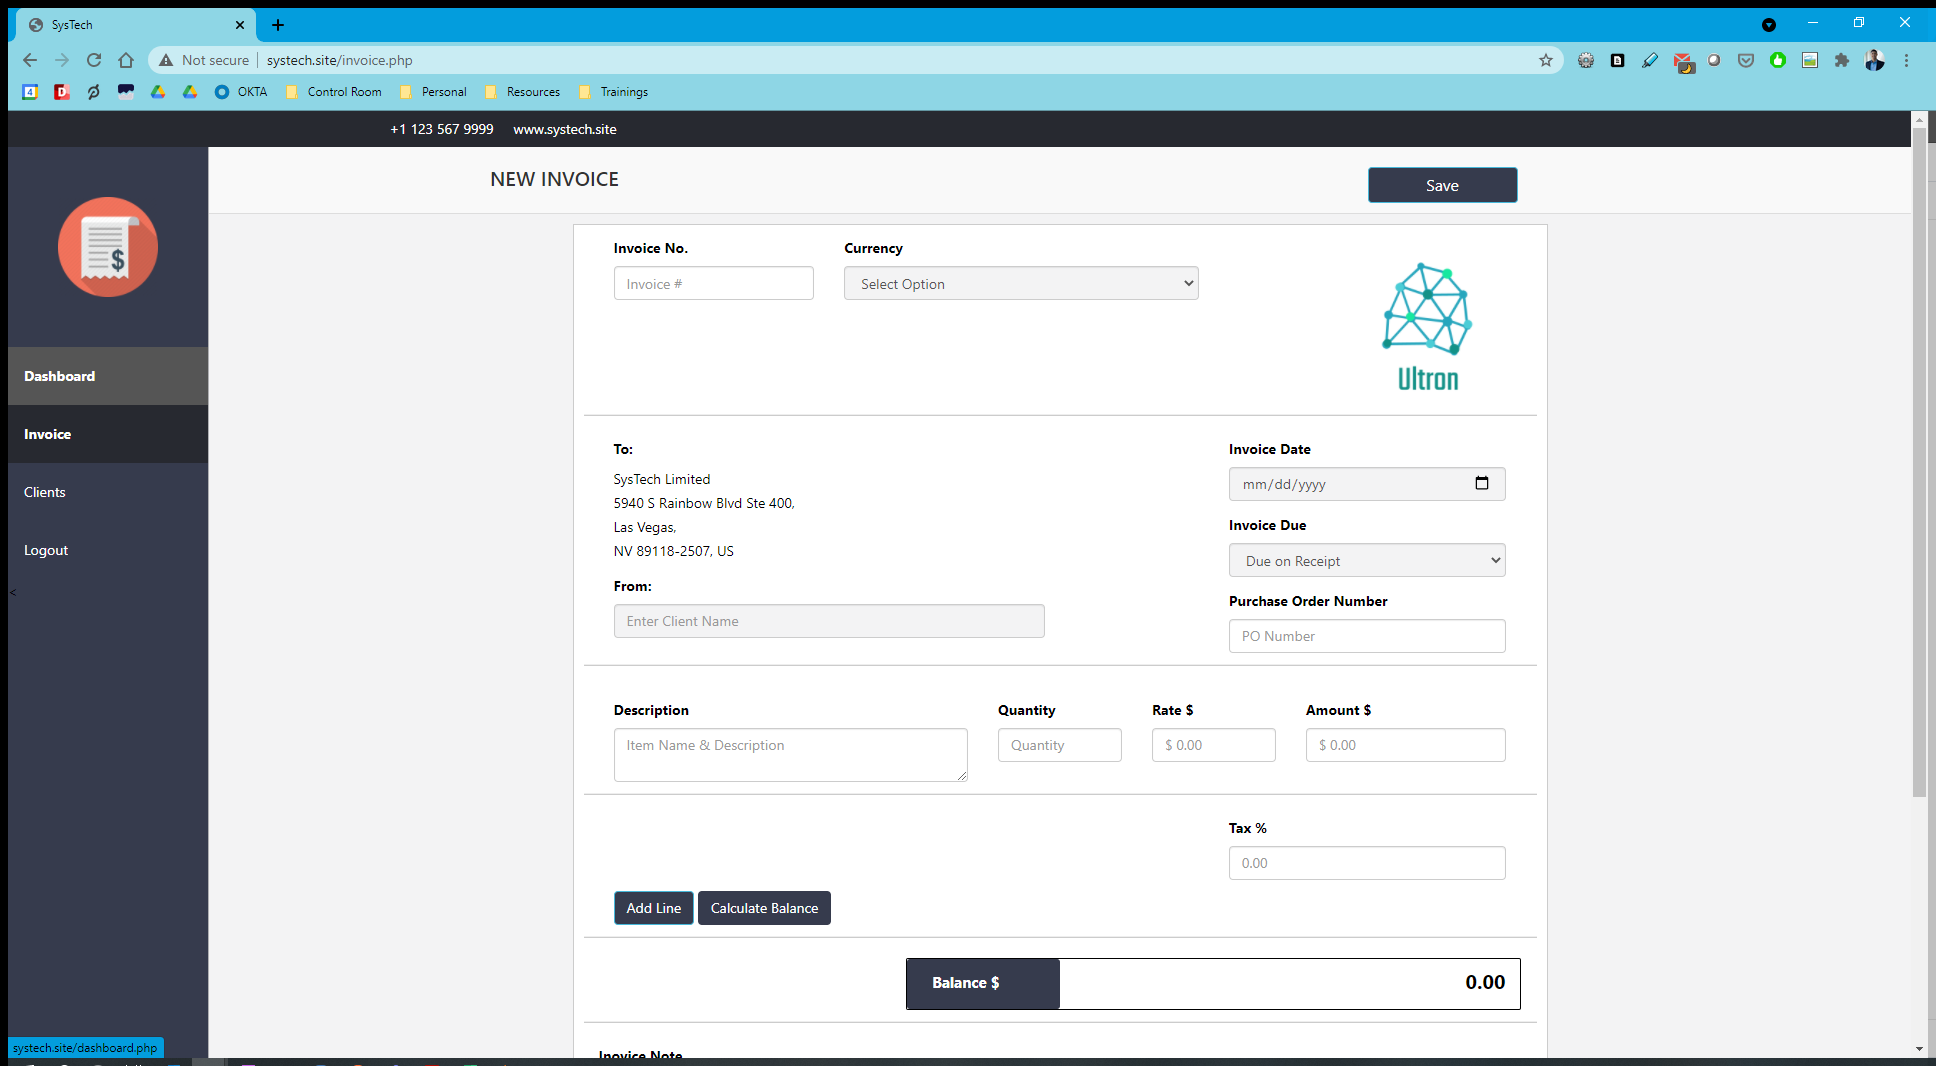 SysTech
Not secure
systech.site/invoice.php
OKTA
Control Room
Personal
Resources
Trainings
+1 123 567 9999
www.systech.site
NEW INVOICE
Save
Dashboard
Invoice
Clients
Logout
<
Invoice No.
Invoice #
Currency
Select Option
Ultron
To:
SysTech Limited
5940 S Rainbow Blvd Ste 400,
Las Vegas,
NV 89118-2507, US
From:
Enter Client Name
Invoice Date
mm/dd/yyyy
Invoice Due
Due on Receipt
Purchase Order Number
PO Number
Description
Item Name & Description
Quantity
Quantity
Rate $
$ 0.00
Amount $
$ 0.00
Tax %
0.00
Add Line
Calculate Balance
Balance $
0.00
Inovice Note
systech.site/dashboard.php